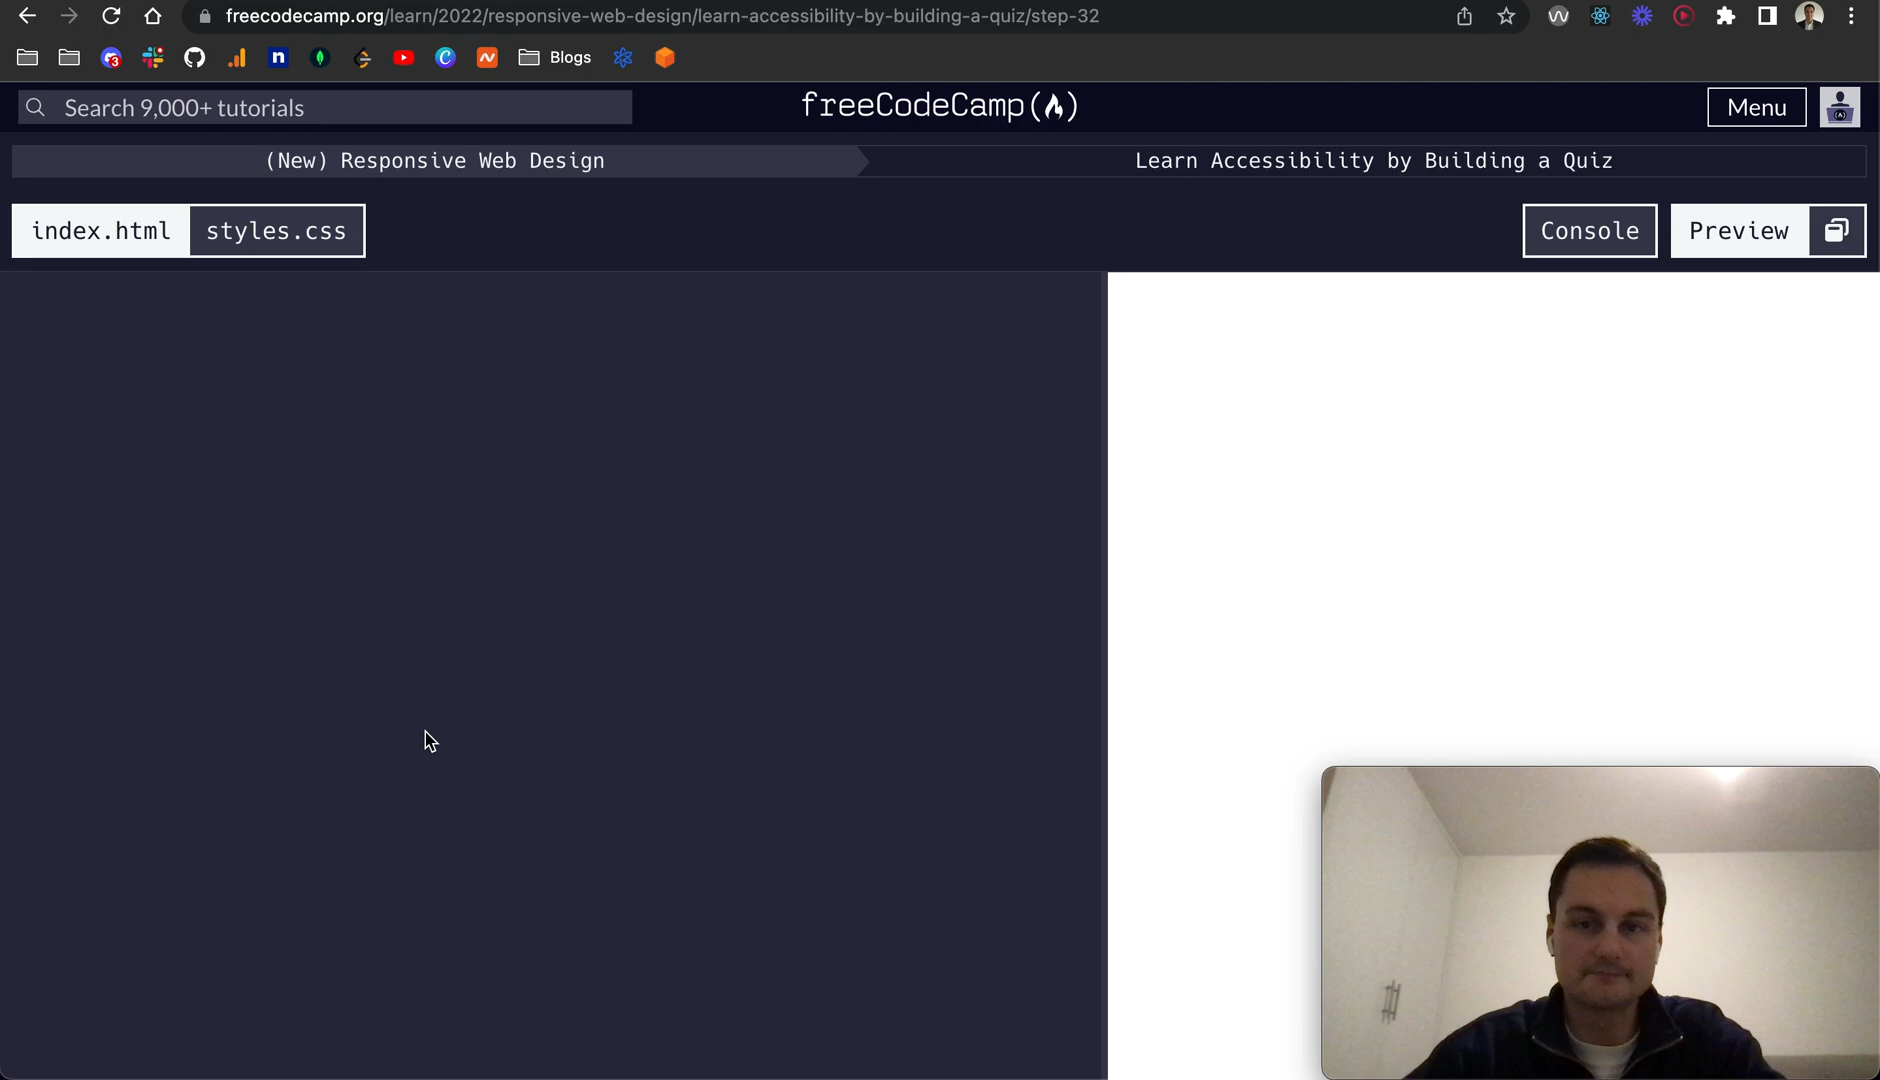 freecodecamp.org/learn/2022/responsive-web-design/learn-accessibility-by-building-a-quiz/step-32
3
n
C
Blogs
Search 9,000+ tutorials
freeCodeCamp(🔥)
Menu
(A)
(New) Responsive Web Design
Learn Accessibility by Building a Quiz
index.html
styles.css
Console
Preview